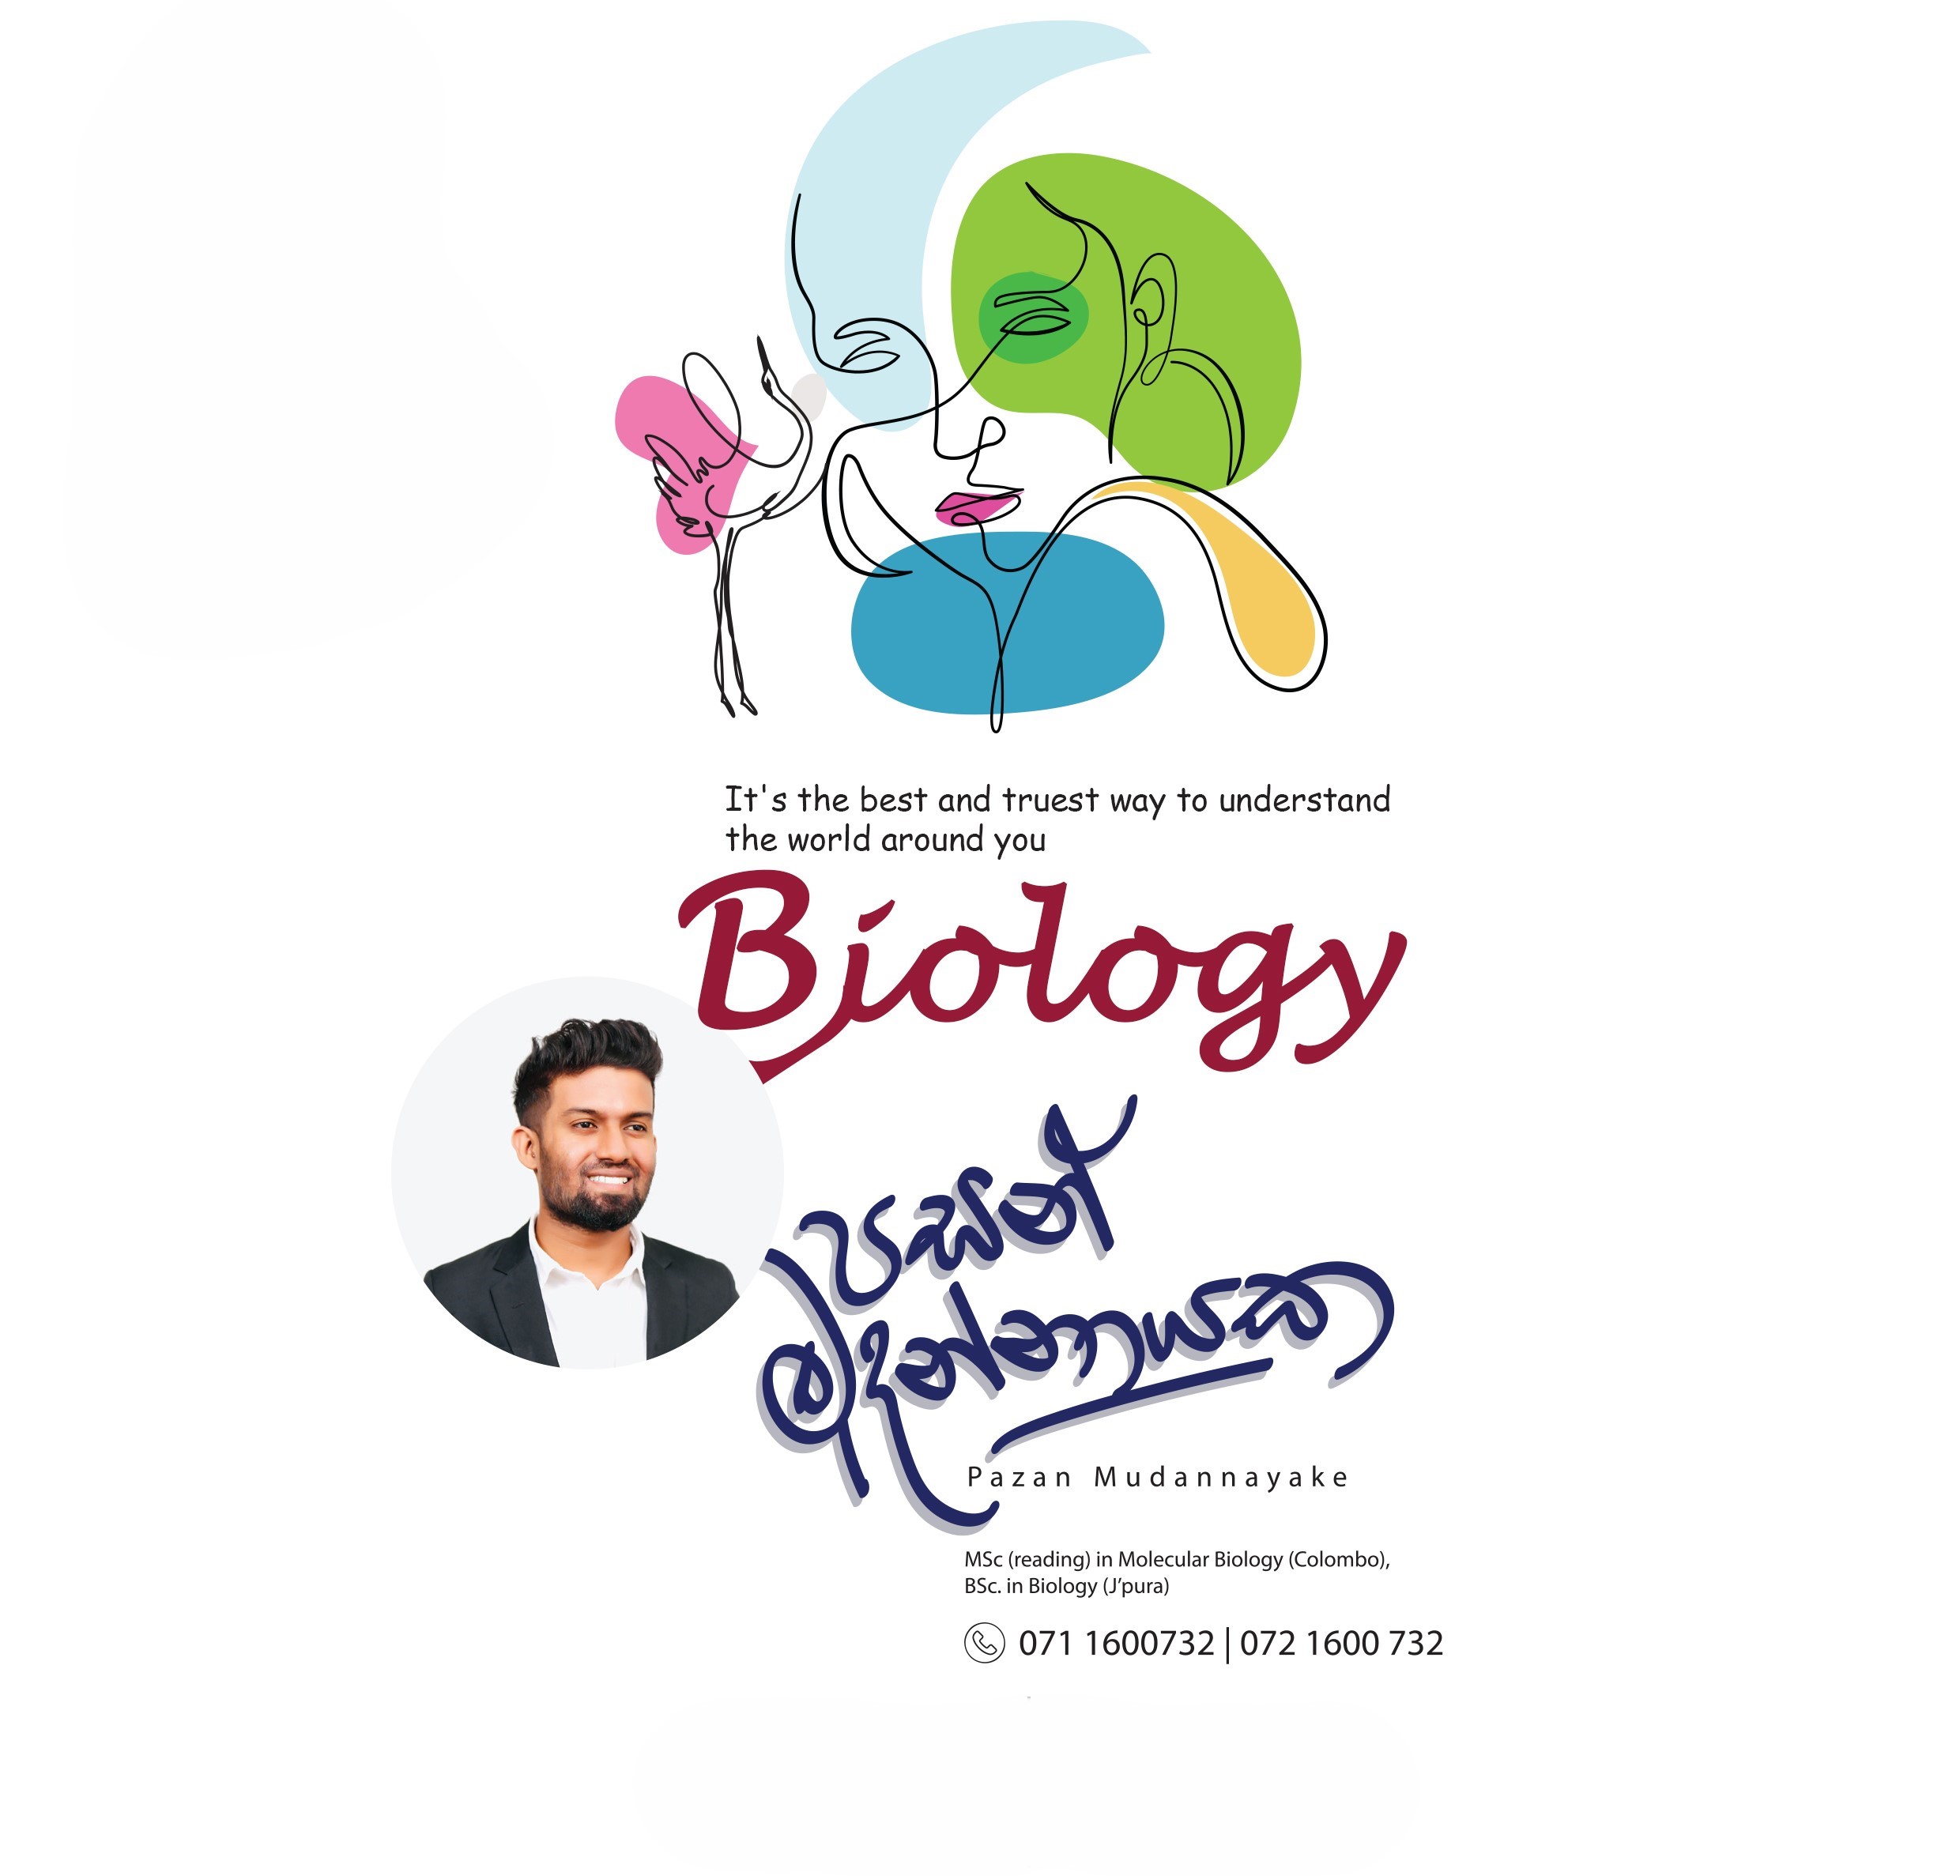 It's the best and truest way to understand
the world around you
Biology
පසන්
මුදන්නායක
Pazan Mudannayake
MSc (reading) in Molecular Biology (Colombo),
BSc. in Biology (J’pura)
071 1600732 | 072 1600 732